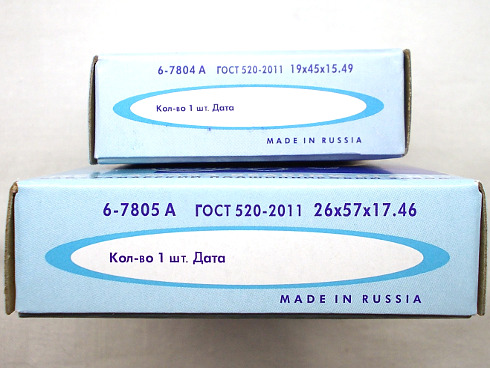 6-7804 А ГОСТ 520-2011 19x45x15.49
Кол-во 1 шт. Дата
MADE IN RUSSIA
6-7805 А ГОСТ 520-2011 26x57x17.46
Кол-во 1 шт. Дата
MADE IN RUSSIA